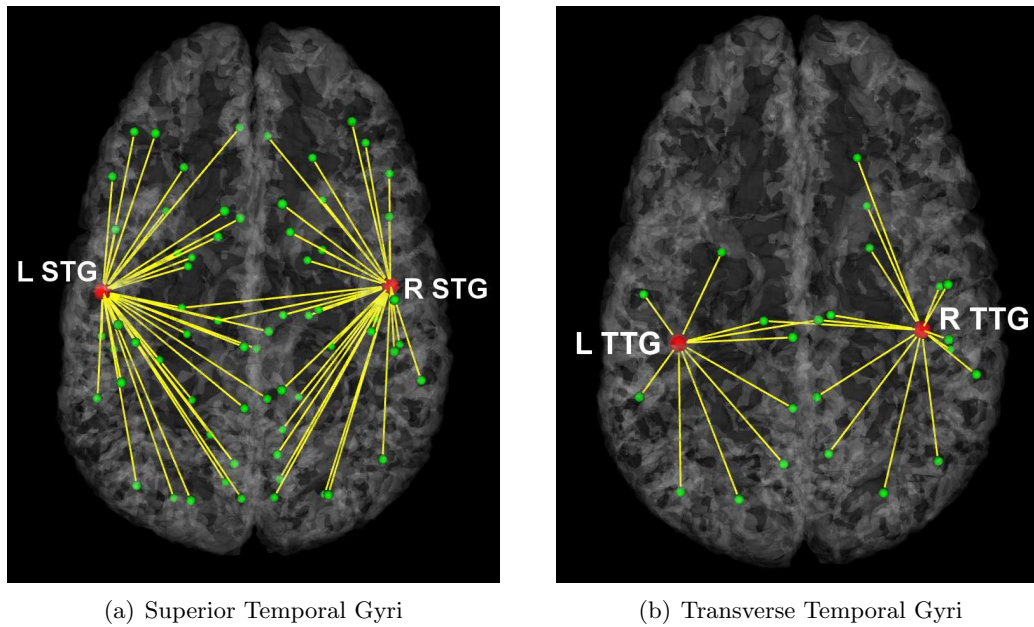 L STG
R STG
L TTG
R TTG
(a) Superior Temporal Gyri
(b) Transverse Temporal Gyri